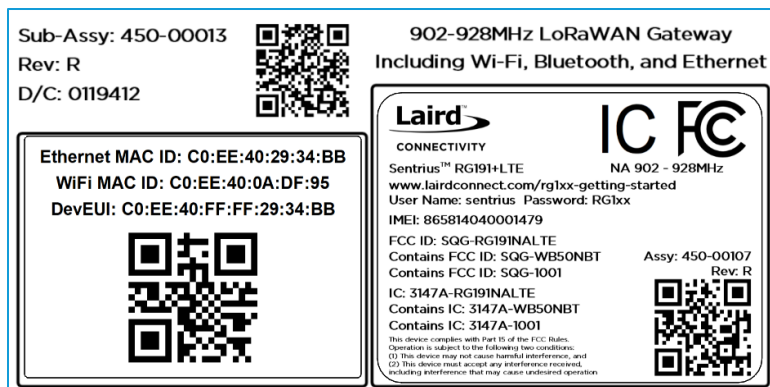 Sub-Assy: 450-00013
Rev: R
D/C: 0119412
Ethernet MAC ID: C0:EE:40:29:34:BB
WiFi MAC ID: C0:EE:40:0A:DF:95
DevEUI: C0:EE:40:FF:FF:29:34:BB
902-928MHz LoRaWAN Gateway
Including Wi-Fi, Bluetooth, and Ethernet
Laird™
CONNECTIVITY
IC FC
Sentrius™ RG191+LTE
NA 902 - 928MHz
www.lairdconnect.com/rg1xx-getting-started
User Name: sentrius Password: RG1xx
IMEI: 865814040001479
FCC ID: SQG-RG191NALTE
Contains FCC ID: SQG-WB50NBT
Contains FCC ID: SQG-1001
Assy: 450-00107
Rev: R
IC: 3147A-RG191NALTE
Contains IC: 3147A-WB50NBT
Contains IC: 3147A-1001
This device complies with Part 15 of the FCC Rules.
Operation is subject to the following two conditions:
(1) This device may not cause harmful interference, and
(2) This device must accept any interference received,
including interference that may cause undesired operation